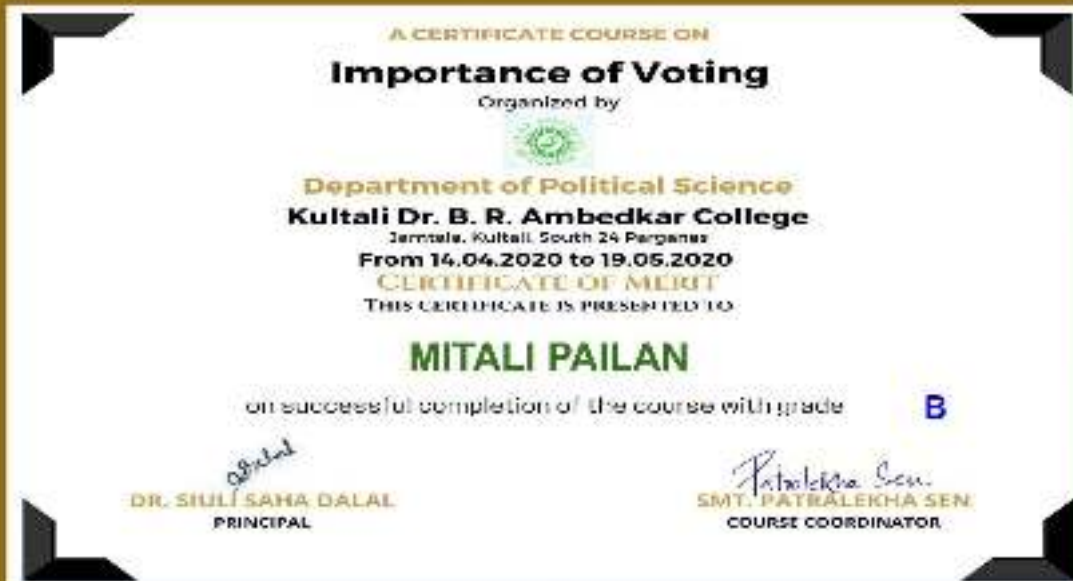 A CERTIFICATE COURSE ON
Importance of Voting
Organized by
Department of Political Science
Kultali Dr. B. R. Ambedkar College
Jamtala, Kultali, South 24 Parganas
From 14.04.2020 to 19.05.2020
CERTIFICATE OF MERIT
THIS CERTIFICATE IS PRESENTED TO
MITALI PAILAN
on successful completion of the course with grade B
Patralekha Sen.
DR. SIULI SAHA DALAL
SMT. PATRALEKHA SEN
PRINCIPAL
COURSE COORDINATOR